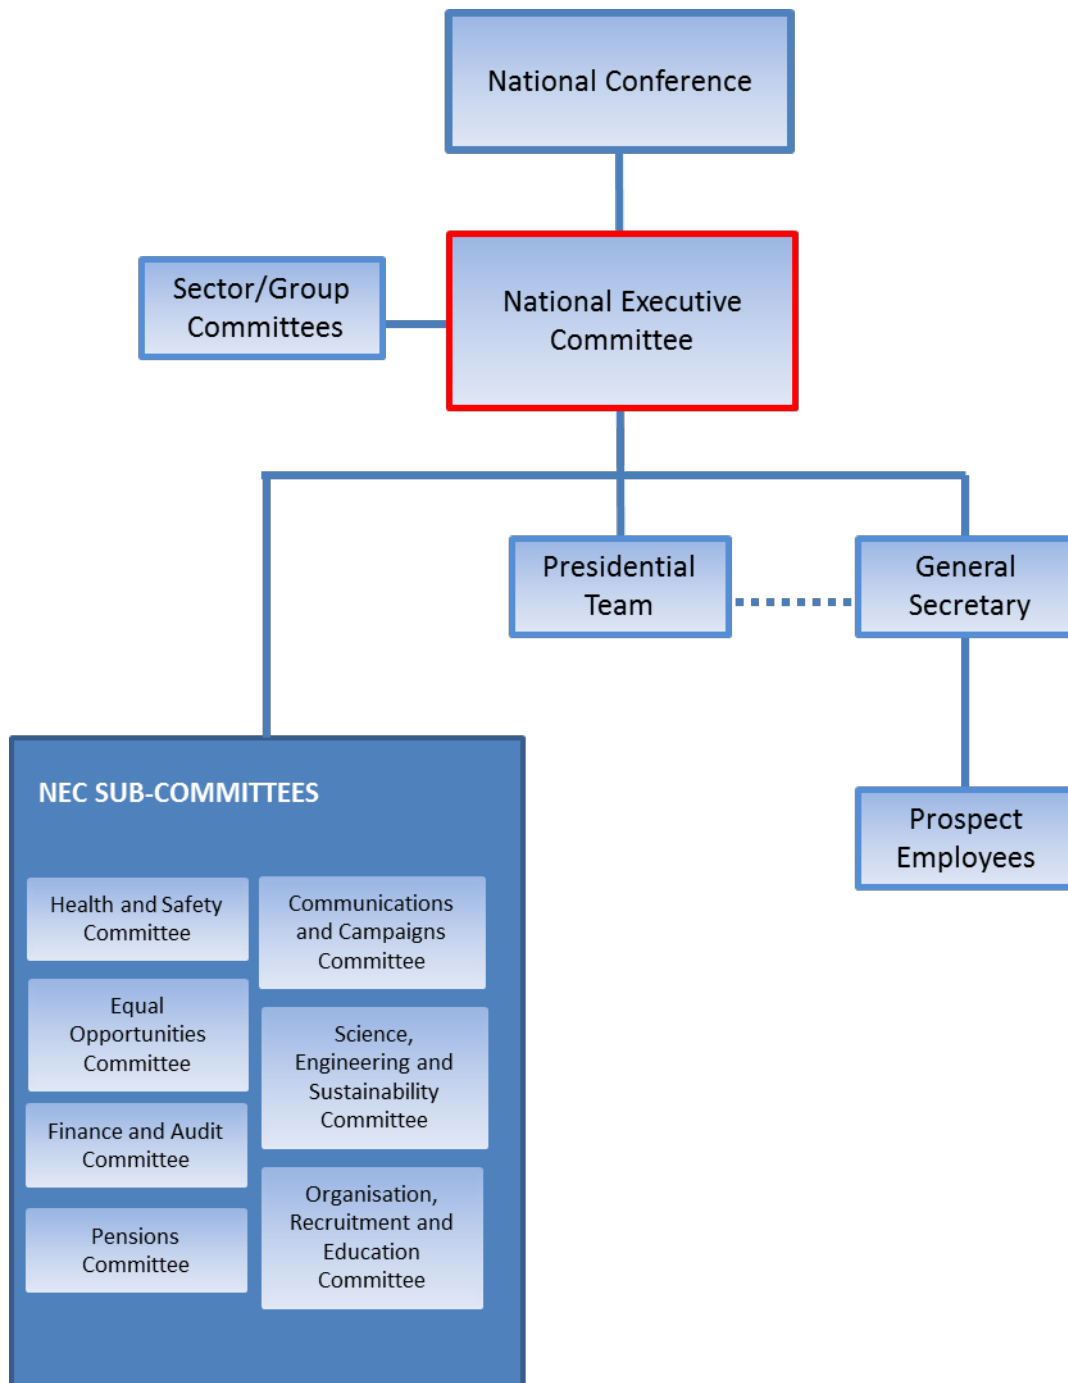 National Conference
Sector/Group
Committees
National Executive
Committee
Presidential
Team
General
Secretary
Prospect
Employees
NEC SUB-COMMITTEES
Health and Safety
Committee
Equal
Opportunities
Committee
Finance and Audit
Committee
Pensions
Committee
Communications
and Campaigns
Committee
Science,
Engineering and
Sustainability
Committee
Organisation,
Recruitment and
Education
Committee